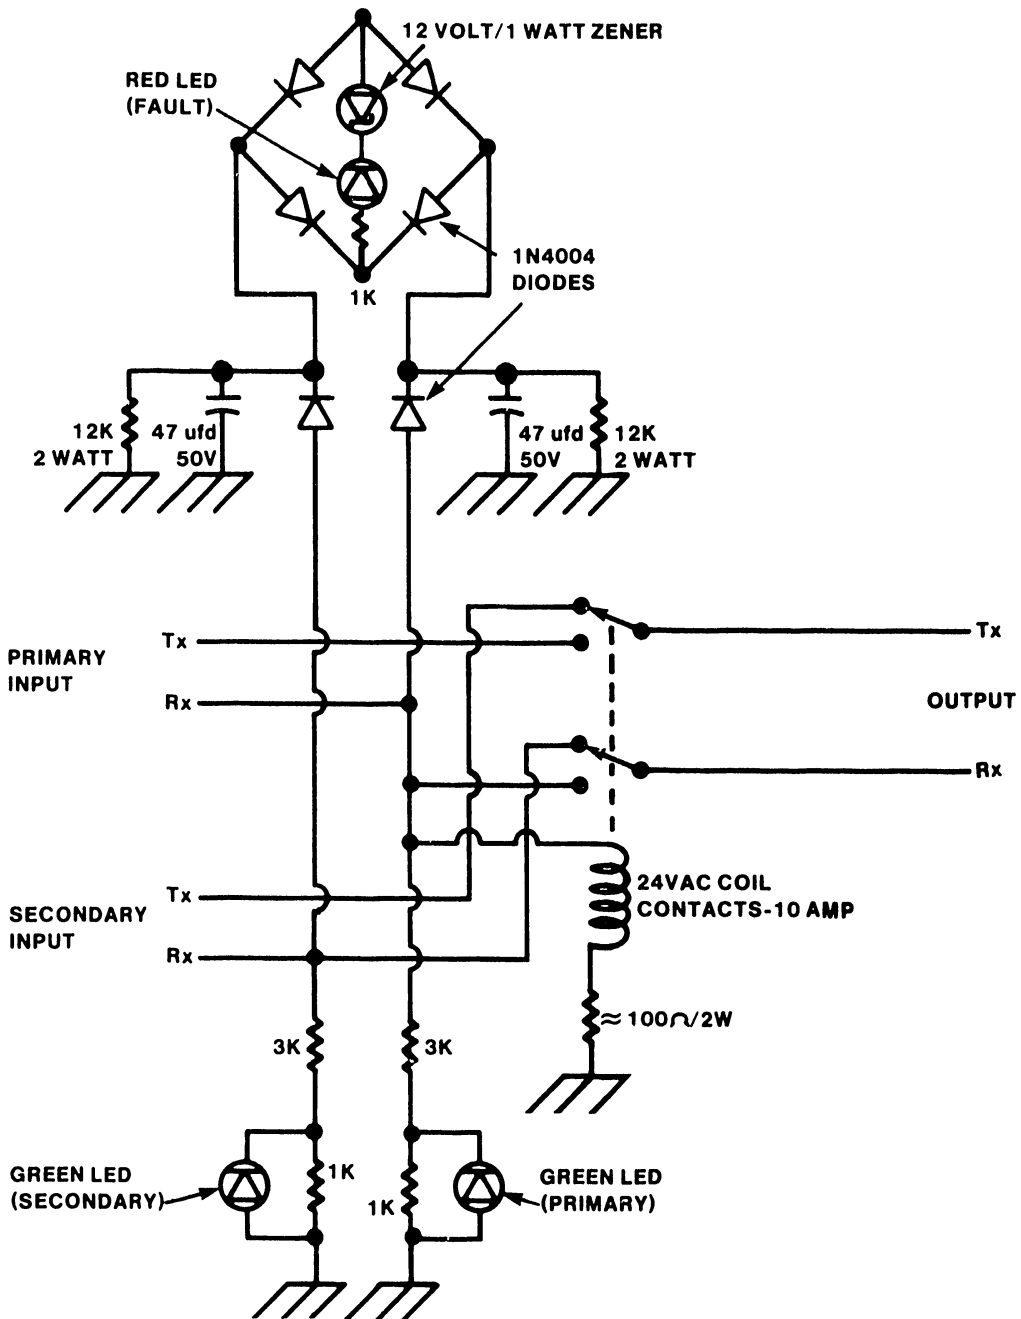 12 VOLT/1 WATT ZENER
RED LED
(FAULT)
1N4004
DIODES
1K
12K
2 WATT
47 ufd
50V
47 ufd
50V
12K
2 WATT
PRIMARY
INPUT
Tx
Rx
Tx
OUTPUT
Rx
SECONDARY
INPUT
Tx
Rx
24VAC COIL
CONTACTS-10 AMP
≈ 100Ω/2W
3K
3K
GREEN LED
(SECONDARY)
1K
1K
GREEN LED
(PRIMARY)